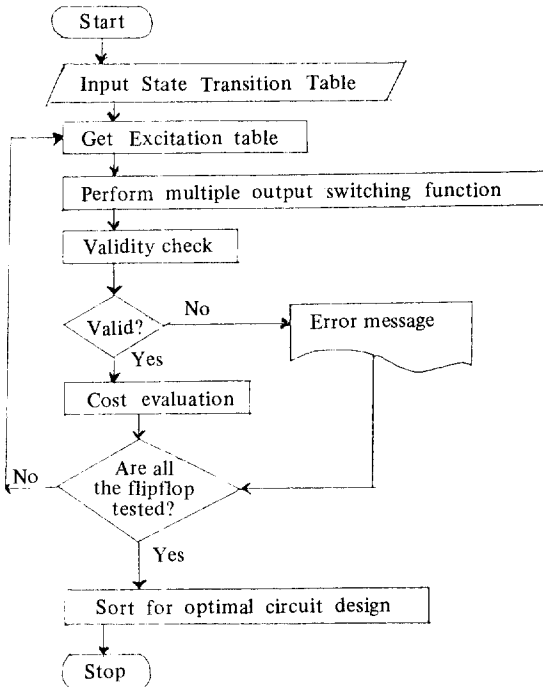 Start
Input State Transition Table
Get Excitation table
Perform multiple output switching function
Validity check
Valid?
No
Error message
Yes
Cost evaluation
Are all
the flipflop
tested?
No
Yes
Sort for optimal circuit design
Stop